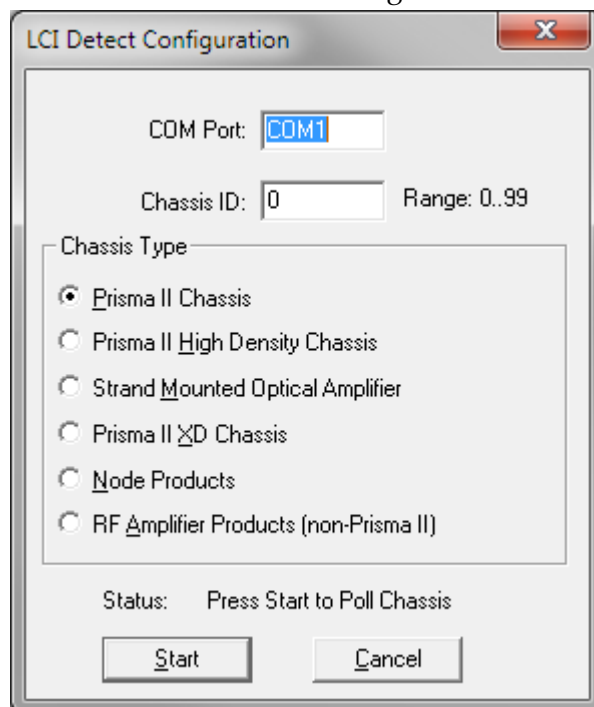 LCI Detect Configuration
COM Port: COM1
Chassis ID: 0 Range: 0..99
Chassis Type
Prisma II Chassis
Prisma II High Density Chassis
Strand Mounted Optical Amplifier
Prisma II XD Chassis
Node Products
RF Amplifier Products (non-Prisma II)
Status: Press Start to Poll Chassis
Start Cancel